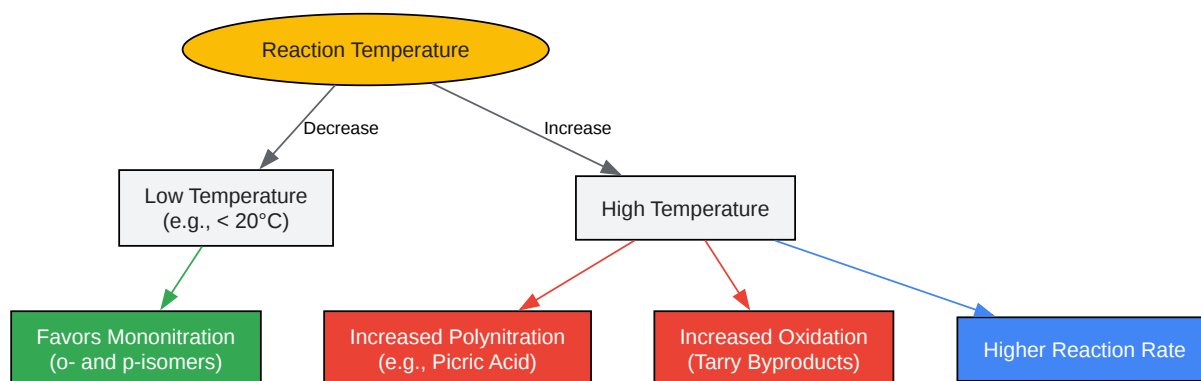 Reaction Temperature
Decrease
Increase
Low Temperature
(e.g., < 20°C)
High Temperature
Favors Mononitration
(o- and p-isomers)
Increased Polynitration
(e.g., Picric Acid)
Increased Oxidation
(Tarry Byproducts)
Higher Reaction Rate